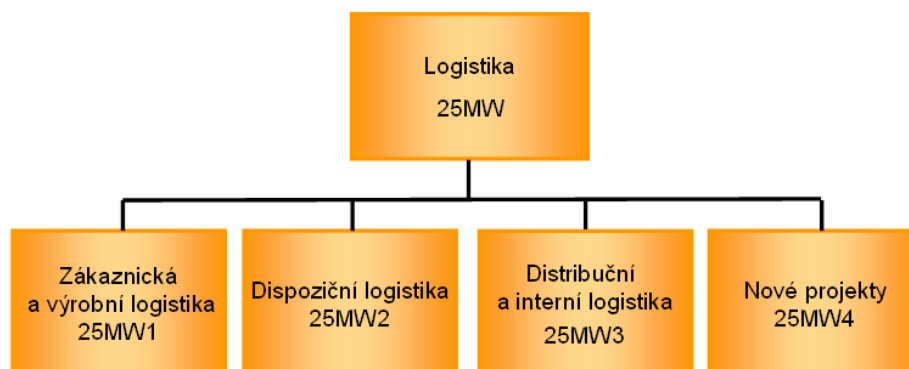 Logistika
25MW
Zákaznická
a výrobní logistika
25MW1
Dispoziční logistika
25MW2
Distribuční
a interní logistika
25MW3
Nové projekty
25MW4